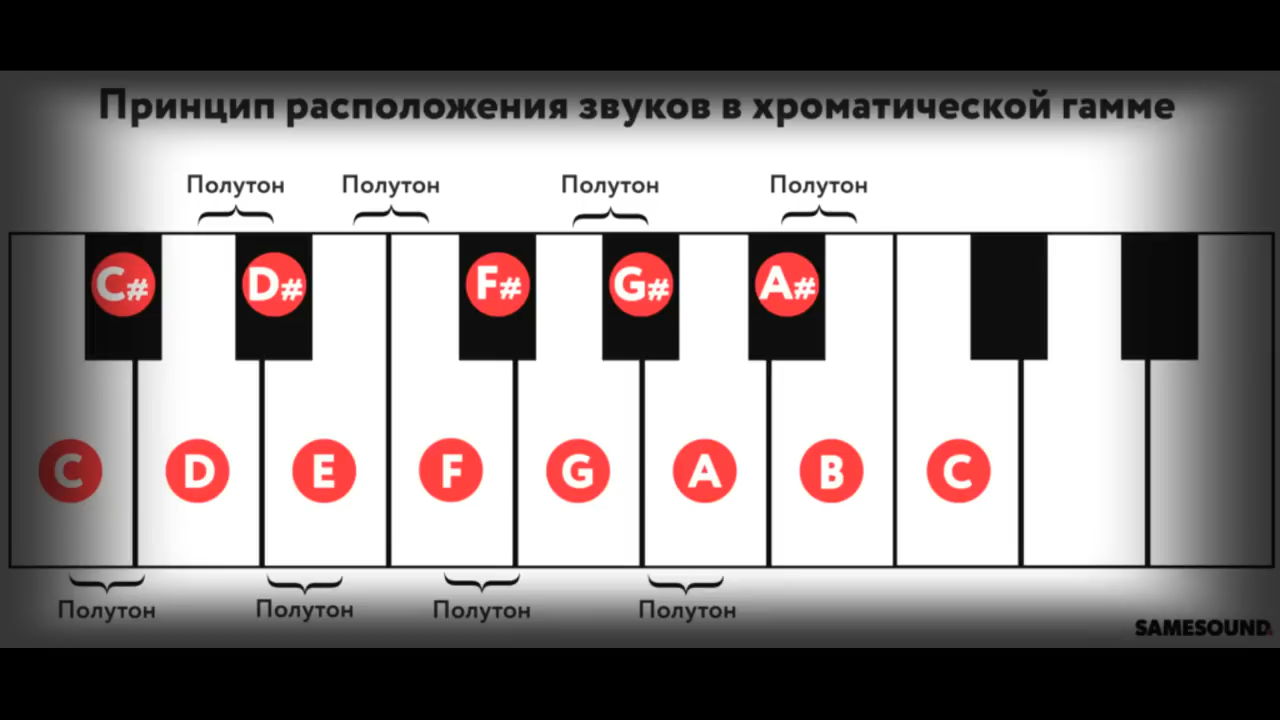 Принцип расположения звуков в хроматической гамме
Полутон Полутон Полутон Полутон
C# D# F# G# A#
C D E F G A B C
Полутон Полутон Полутон Полутон
SAMESOUND.